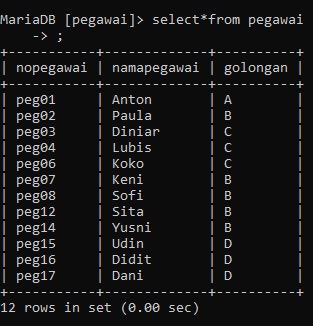 MariaDB [pegawai]> select*from pegawai
    -> ;
+-----------+-------------+----------+
| nopegawai | namapegawai | golongan |
+-----------+-------------+----------+
| peg01     | Anton       | A        |
| peg02     | Paula       | B        |
| peg03     | Diniar      | C        |
| peg04     | Lubis       | C        |
| peg06     | Koko        | C        |
| peg07     | Keni        | B        |
| peg08     | Sofi        | B        |
| peg12     | Sita        | B        |
| peg14     | Yusni       | B        |
| peg15     | Udin        | D        |
| peg16     | Didit       | D        |
| peg17     | Dani        | D        |
+-----------+-------------+----------+
12 rows in set (0.00 sec)